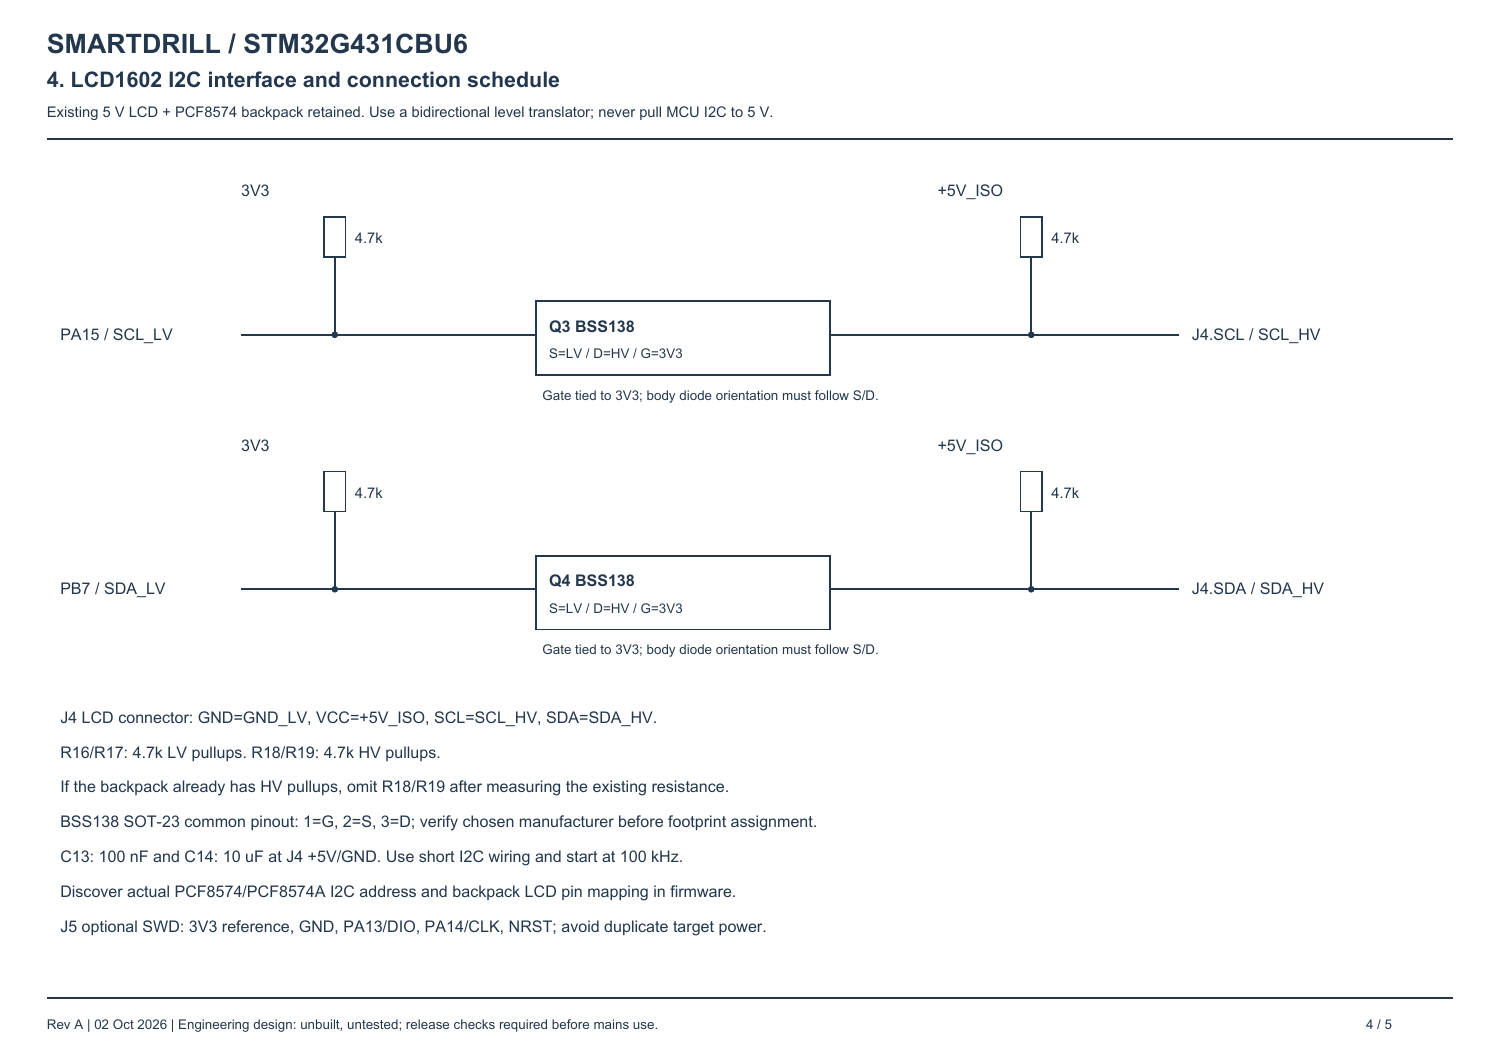 SMARTDRILL / STM32G431CBU6
4. LCD1602 I2C interface and connection schedule
Existing 5 V LCD + PCF8574 backpack retained. Use a bidirectional level translator; never pull MCU I2C to 5 V.
3V3
+5V_ISO
4.7k
4.7k
PA15 / SCL_LV
Q3 BSS138
S=LV / D=HV / G=3V3
J4.SCL / SCL_HV
Gate tied to 3V3; body diode orientation must follow S/D.
3V3
+5V_ISO
4.7k
4.7k
PB7 / SDA_LV
Q4 BSS138
S=LV / D=HV / G=3V3
J4.SDA / SDA_HV
Gate tied to 3V3; body diode orientation must follow S/D.
J4 LCD connector: GND=GND_LV, VCC=+5V_ISO, SCL=SCL_HV, SDA=SDA_HV.
R16/R17: 4.7k LV pullups. R18/R19: 4.7k HV pullups.
If the backpack already has HV pullups, omit R18/R19 after measuring the existing resistance.
BSS138 SOT-23 common pinout: 1=G, 2=S, 3=D; verify chosen manufacturer before footprint assignment.
C13: 100 nF and C14: 10 uF at J4 +5V/GND. Use short I2C wiring and start at 100 kHz.
Discover actual PCF8574/PCF8574A I2C address and backpack LCD pin mapping in firmware.
J5 optional SWD: 3V3 reference, GND, PA13/DIO, PA14/CLK, NRST; avoid duplicate target power.
Rev A | 02 Oct 2026 | Engineering design: unbuilt, untested; release checks required before mains use.
4 / 5